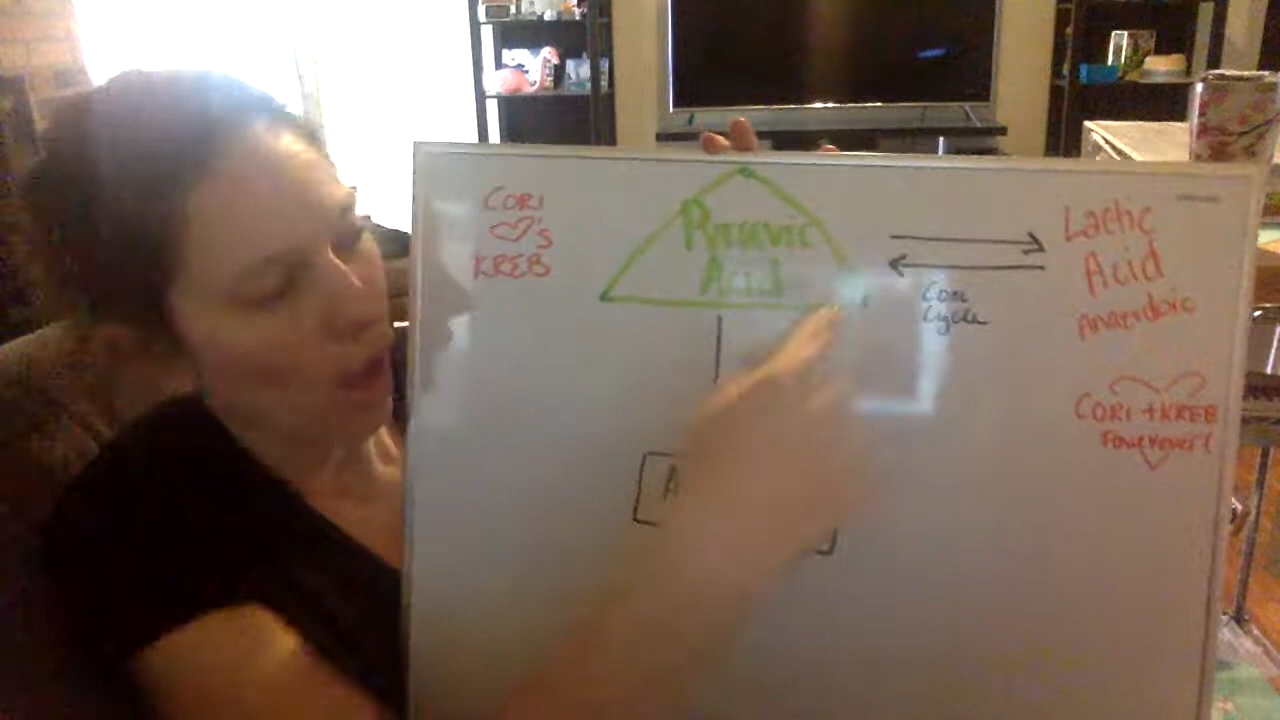 CORI
♡'s
KREB
Pyruvic
Acid
Cori
Cycle
Lactic
Acid
Anaerobic
CORI + KREB
Forever!
A